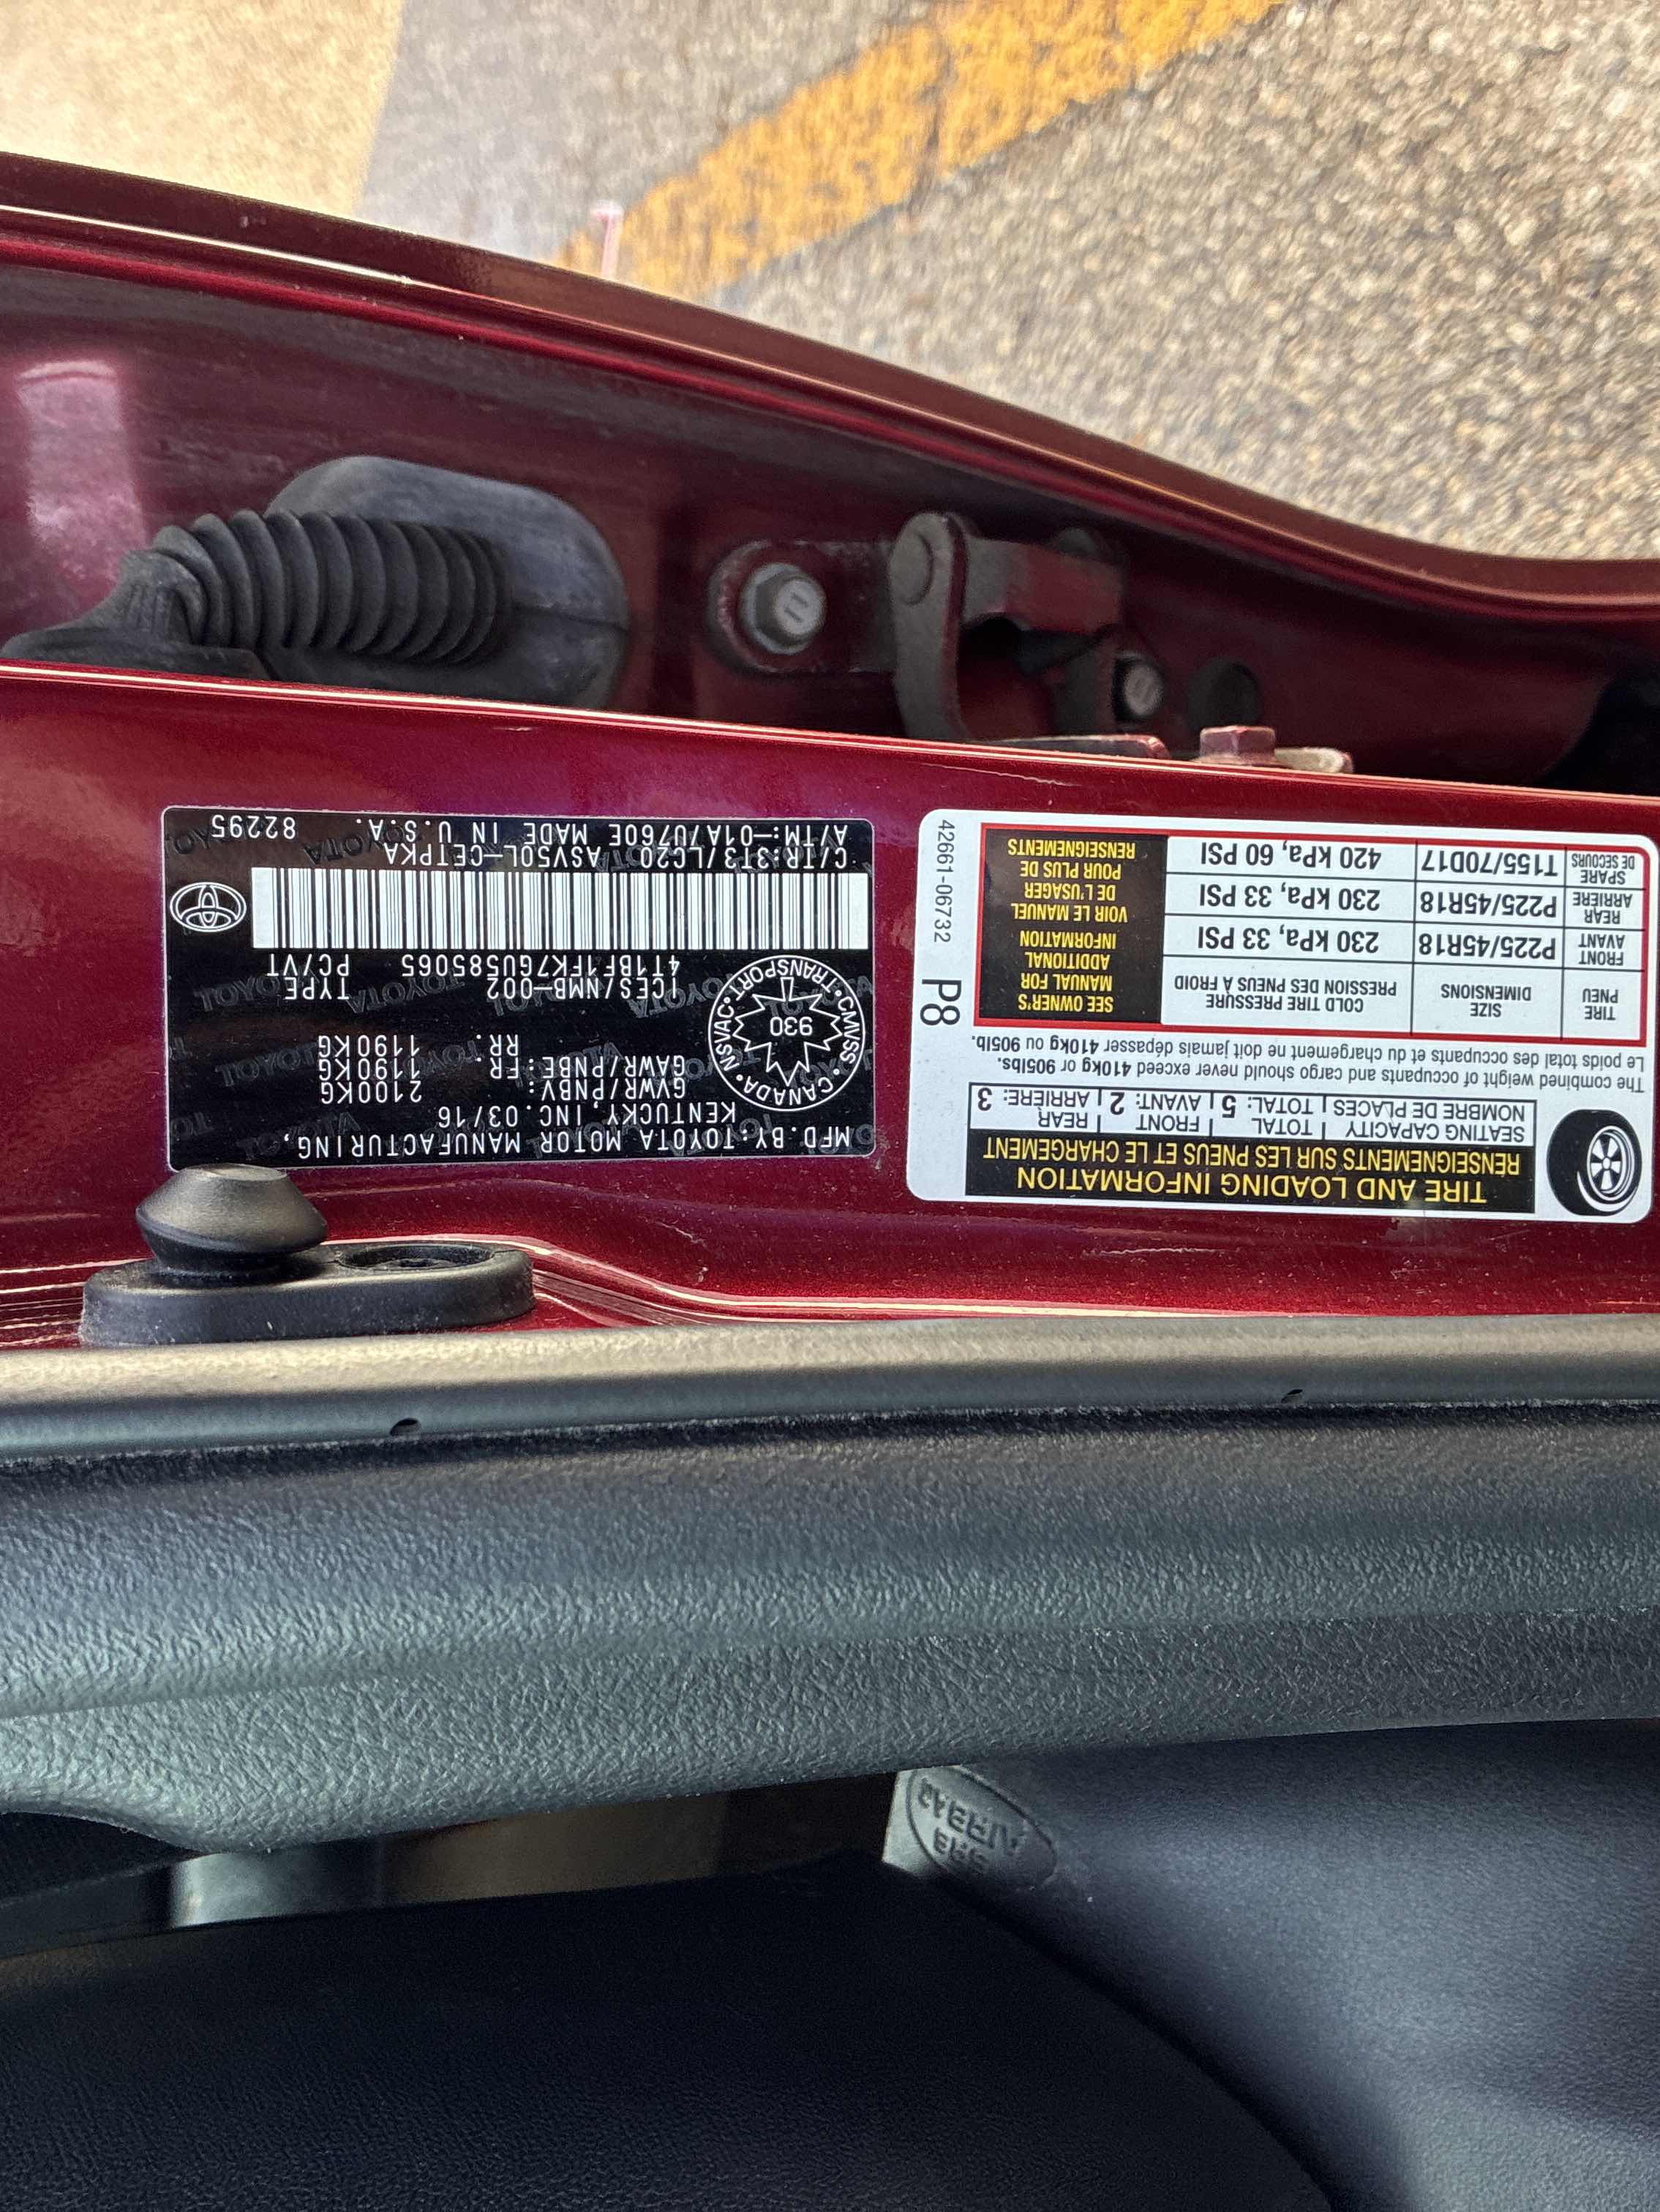 MFD.BY:TOYOTA MOTOR MANUFACTURING,
KENTUCKY,INC.03/16
GVWR/PNBV: 2100KG
GAWR/PNBE:FR. 1190KG
RR. 1190KG
•CANADA•NSVAC•TRANSPORT•CMVSS
930
ICES/NMB-002 TYPE
4T1BF1FK7GU585065 PC/VT
C/TR:3T3/LC20 ASV50L-CETPKA
A/TM:-01A/U760E MADE IN U.S.A. 82295
TIRE AND LOADING INFORMATION
RENSEIGNEMENTS SUR LES PNEUS ET LE CHARGEMENT
SEATING CAPACITY TOTAL FRONT REAR
NOMBRE DE PLACES TOTAL: 5 AVANT: 2 ARRIÈRE: 3
The combined weight of occupants and cargo should never exceed 410kg or 905lbs.
Le poids total des occupants et du chargement ne doit jamais dépasser 410kg ou 905lb.
TIRE SIZE COLD TIRE PRESSURE
PNEU DIMENSIONS PRESSION DES PNEUS À FROID
FRONT
AVANT P225/45R18 230 kPa, 33 PSI
REAR
ARRIÈRE P225/45R18 230 kPa, 33 PSI
SPARE
DE SECOURS T155/70D17 420 kPa, 60 PSI
SEE OWNER'S
MANUAL FOR
ADDITIONAL
INFORMATION
VOIR LE MANUEL
DE L'USAGER
POUR PLUS DE
RENSEIGNEMENTS
P8
42661-06732
SRS
AIRBAG